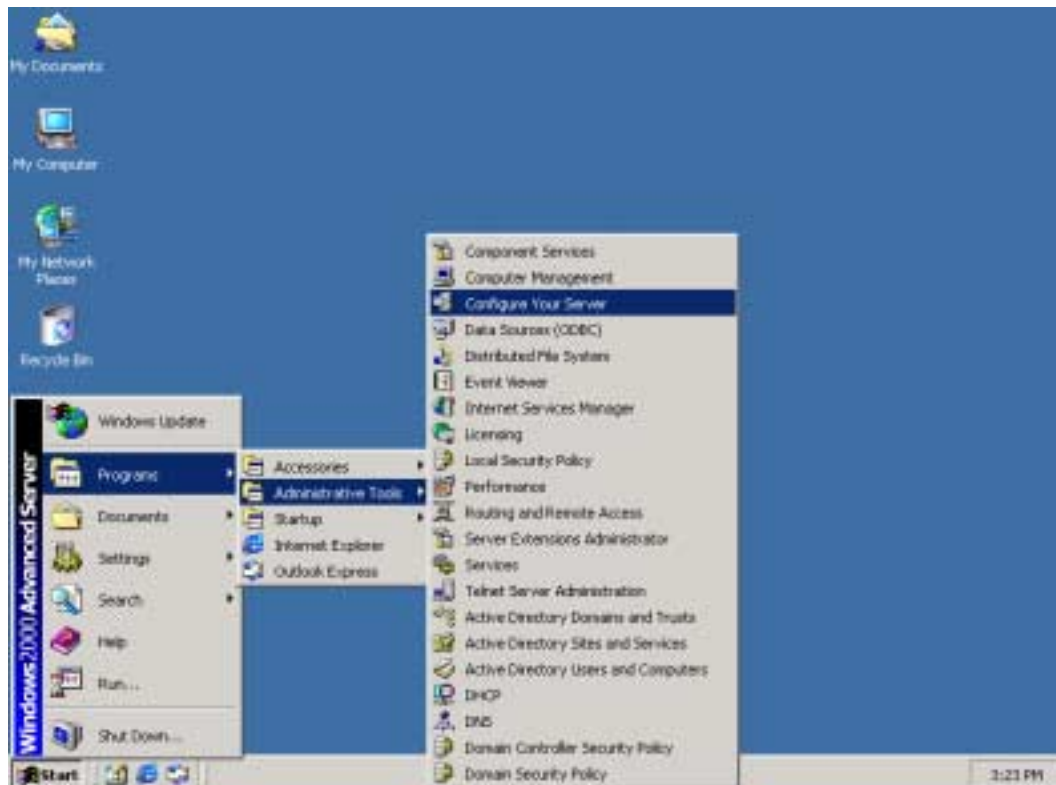 My Documents
My Computer
My Network
Places
Recycle Bin
Windows 2000 Advanced Server
Windows Update
Programs
Documents
Settings
Search
Help
Run...
Shut Down...
Accessories
Administrative Tools
Startup
Internet Explorer
Outlook Express
Component Services
Computer Management
Configure Your Server
Data Sources (ODBC)
Distributed File System
Event Viewer
Internet Services Manager
Licensing
Local Security Policy
Performance
Routing and Remote Access
Server Extensions Administrator
Services
Telnet Server Administration
Active Directory Domains and Trusts
Active Directory Sites and Services
Active Directory Users and Computers
DHCP
DNS
Domain Controller Security Policy
Domain Security Policy
Start
3:23 PM